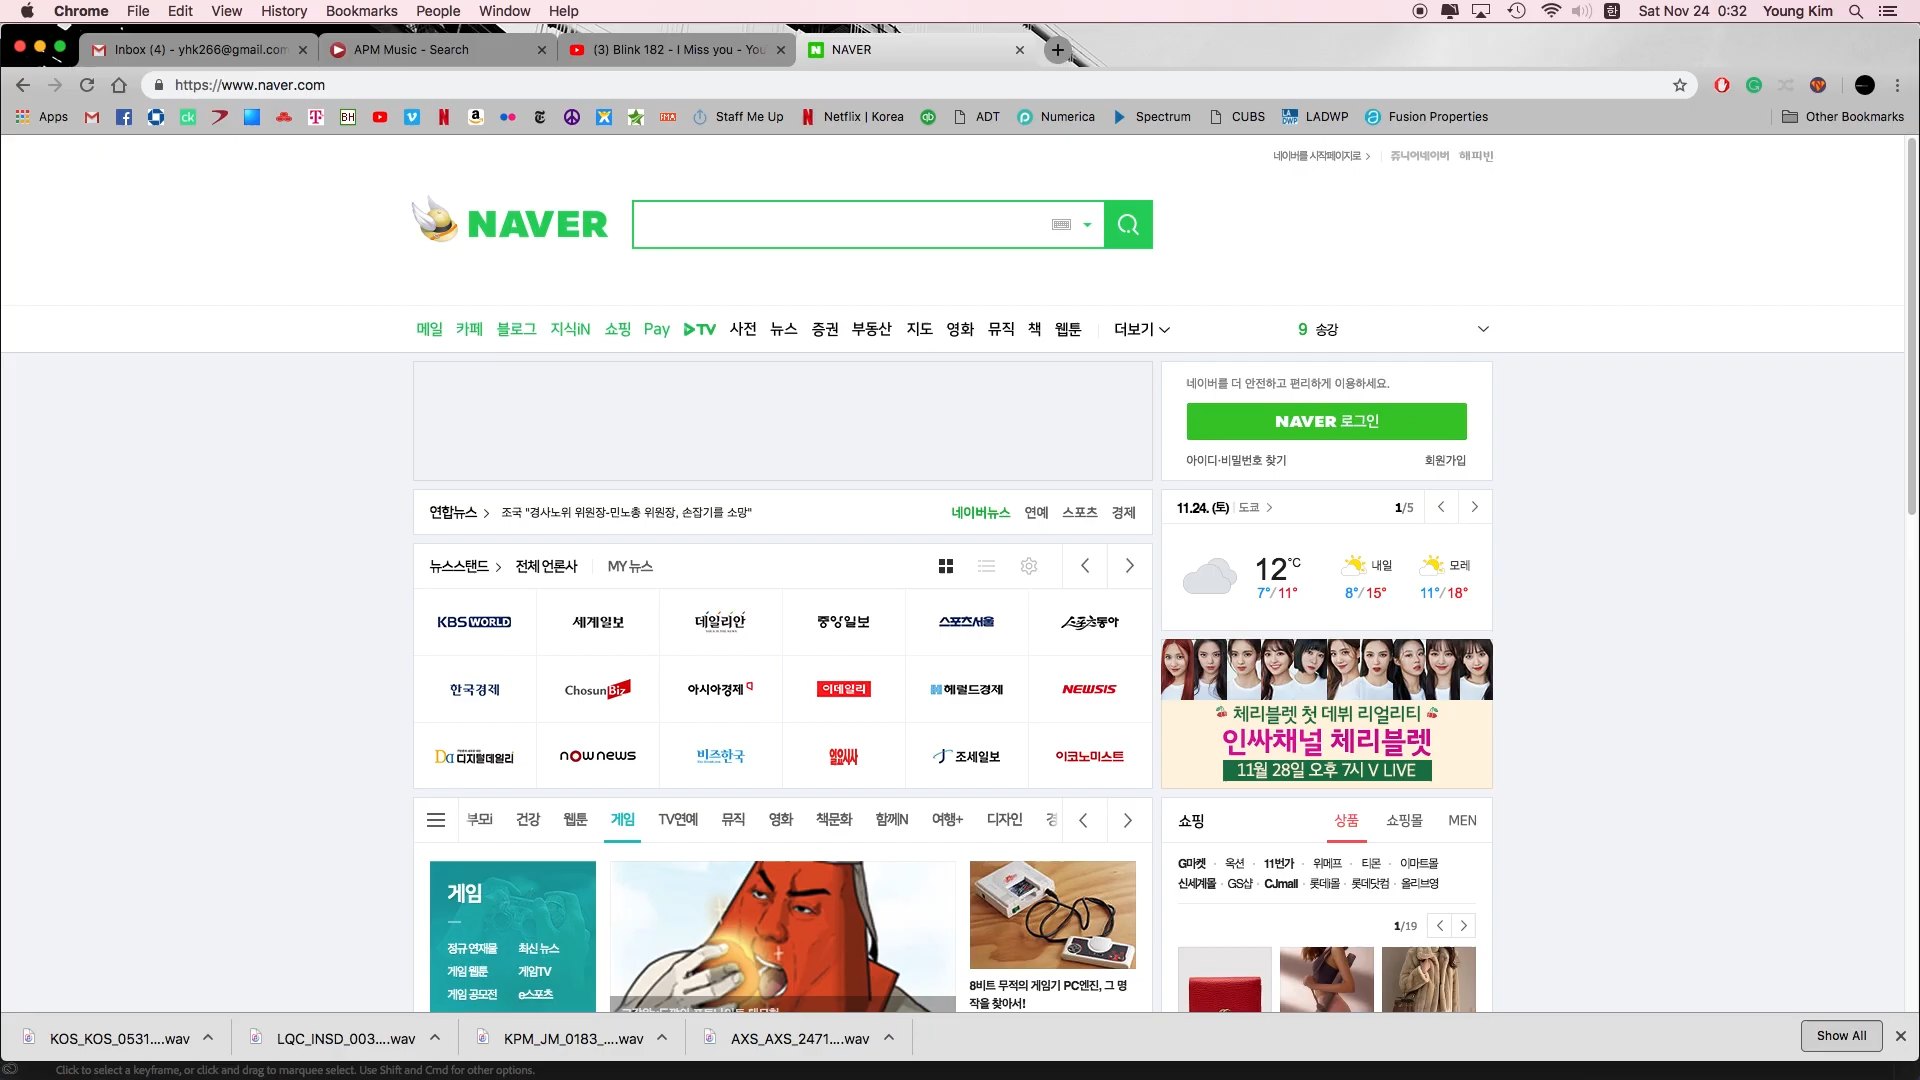 Chrome File Edit View History Bookmarks People Window Help 한 Sat Nov 24 0:32 Young Kim
Inbox (4) - yhk266@gmail.com APM Music - Search (3) Blink 182 - I Miss you - You NAVER
https://www.naver.com
Apps Staff Me Up Netflix | Korea ADT Numerica Spectrum CUBS LADWP Fusion Properties Other Bookmarks
네이버를 시작페이지로 쥬니어네이버 해피빈
NAVER
메일 카페 블로그 지식iN 쇼핑 Pay TV 사전 뉴스 증권 부동산 지도 영화 뮤직 책 웹툰 더보기 9 송강
네이버를 더 안전하고 편리하게 이용하세요.
NAVER 로그인
아이디·비밀번호 찾기 회원가입
연합뉴스 조국 "경사노위 위원장-민노총 위원장, 손잡기를 소망" 네이버뉴스 연예 스포츠 경제
11.24. (토) 도쿄 1/5
뉴스스탠드 전체 언론사 MY 뉴스
12°C 내일 모레
7°/11° 8°/15° 11°/18°
KBS WORLD 세계일보 데일리안 중앙일보 스포츠서울 스포츠동아
한국경제 ChosunBiz 아시아경제 이데일리 헤럴드경제 NEWSIS
디지털데일리 nownews 비즈한국 일요시사 조세일보 이코노미스트
체리블렛 첫 데뷔 리얼리티
인싸채널 체리블렛
11월 28일 오후 7시 V LIVE
부모i 건강 웹툰 게임 TV연예 뮤직 영화 책문화 함께N 여행+ 디자인
쇼핑 상품 쇼핑몰 MEN
G마켓 · 옥션 · 11번가 · 위메프 · 티몬 · 이마트몰
신세계몰 · GS샵 · CJmall · 롯데몰 · 롯데닷컴 · 올리브영
1/19
게임
정규 연재물 최신 뉴스
게임 웹툰 게임TV
게임 공모전 e스포츠
8비트 무적의 게임기 PC엔진, 그 명
작을 찾아서!
KOS_KOS_0531....wav LQC_INSD_003....wav KPM_JM_0183_....wav AXS_AXS_2471....wav Show All
Click to select a keyframe, or click and drag to marquee select. Use Shift and Cmd for other options.